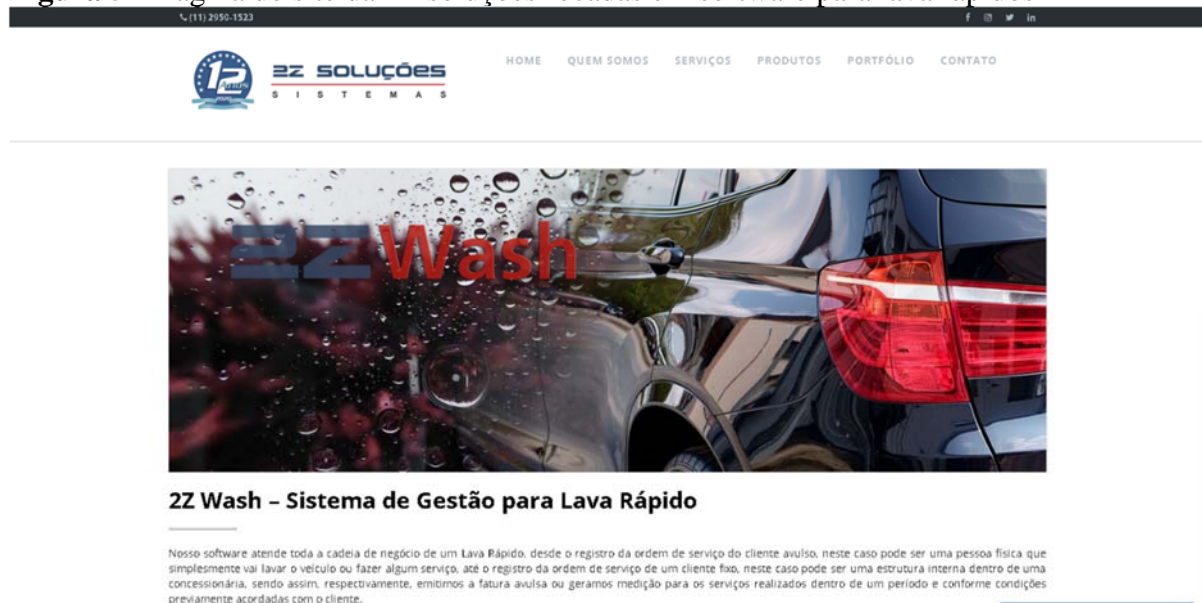 (11) 2950-1523
12
ANOS
2Z SOLUÇÕES
SISTEMAS
HOME QUEM SOMOS SERVIÇOS PRODUTOS PORTFÓLIO CONTATO
2Z Wash
2Z Wash – Sistema de Gestão para Lava Rápido
Nosso software atende toda a cadeia de negócio de um Lava Rápido, desde o registro da ordem de serviço do cliente avulso, neste caso pode ser uma pessoa física que
simplesmente vai lavar o veículo ou fazer algum serviço, até o registro da ordem de serviço de um cliente fixo, neste caso pode ser uma estrutura interna dentro de uma
concessionária, sendo assim, respectivamente, emitimos a fatura avulsa ou geramos medição para os serviços realizados dentro de um período e conforme condições
previamente acordadas com o cliente.